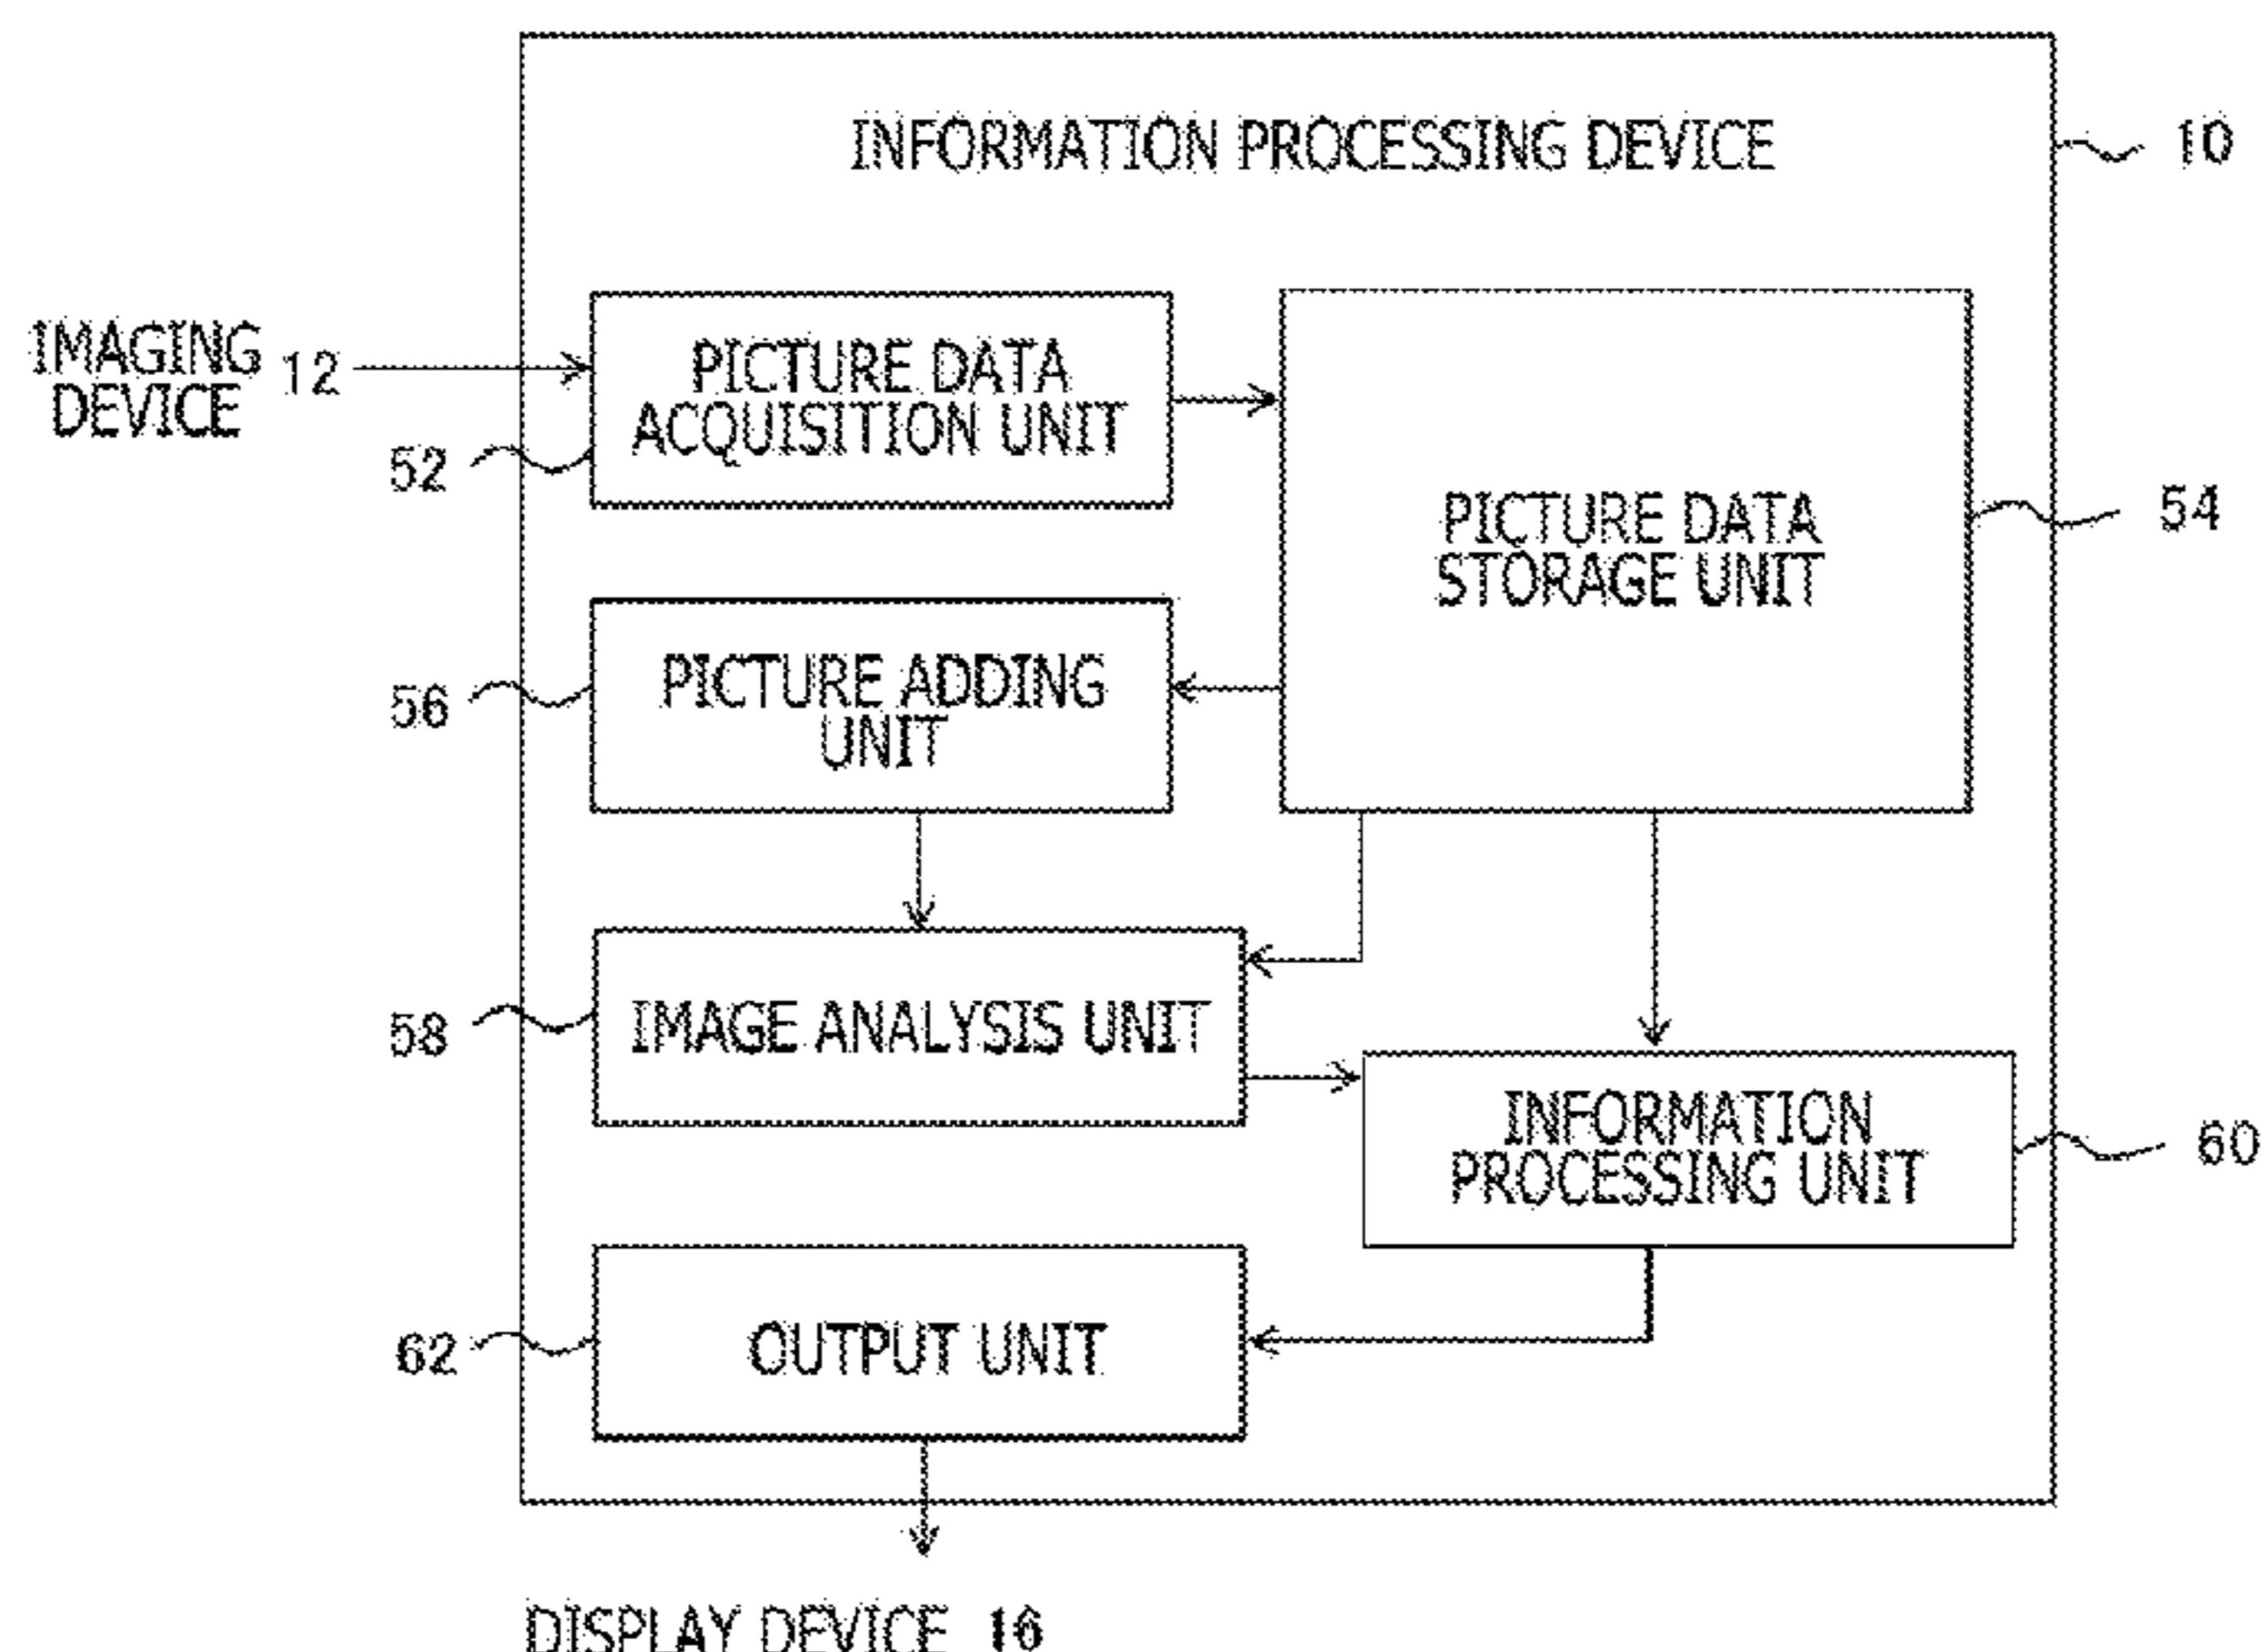 INFORMATION PROCESSING DEVICE
10
IMAGING
DEVICE
12
PICTURE DATA
ACQUISITION UNIT
52
PICTURE DATA
STORAGE UNIT
54
PICTURE ADDING
UNIT
56
IMAGE ANALYSIS UNIT
58
INFORMATION
PROCESSING UNIT
60
OUTPUT UNIT
62
DISPLAY DEVICE 16